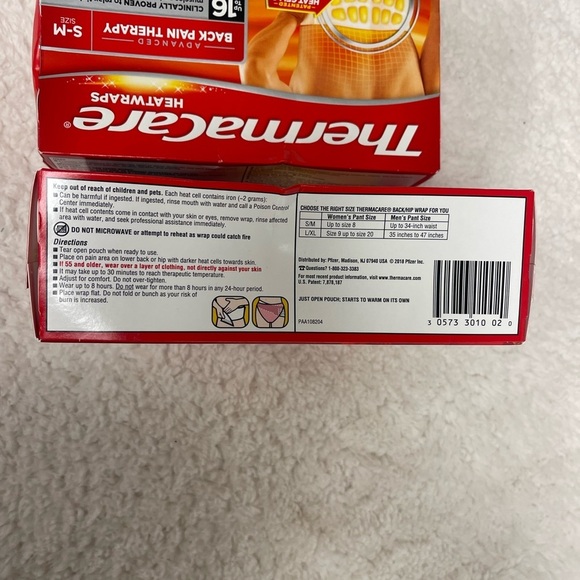 ThermaCare®
HEATWRAPS
ADVANCED
BACK PAIN THERAPY
S-M
SIZE
Up
To
16
CLINICALLY PROVEN
PATENTED
Keep out of reach of children and pets. Each heat cell contains iron (~2 grams):
■ Can be harmful if ingested. If ingested, rinse mouth with water and call a Poison Control
Center immediately.
■ If heat cell contents come in contact with your skin or eyes, remove wrap, rinse affected
area with water, and seek professional assistance immediately.
DO NOT MICROWAVE or attempt to reheat as wrap could catch fire
Directions
■ Tear open pouch when ready to use.
■ Place on pain area on lower back or hip with darker heat cells towards skin.
■ If 55 and older, wear over a layer of clothing, not directly against your skin
■ It may take up to 30 minutes to reach therapeutic temperature.
■ Adjust for comfort. Do not over-tighten.
■ Wear up to 8 hours. Do not wear for more than 8 hours in any 24-hour period.
■ Place wrap flat. Do not fold or bunch as your risk of
burn is increased.
CHOOSE THE RIGHT SIZE THERMACARE® BACK/HIP WRAP FOR YOU
Women's Pant Size Men's Pant Size
S/M Up to size 8 Up to 34-inch waist
L/XL Size 9 up to size 20 35 inches to 47 inches
Distributed by: Pfizer, Madison, NJ 07940 USA © 2018 Pfizer Inc.
Questions? 1-800-323-3383
For most recent product information, visit www.thermacare.com
U.S. Patent: 7,878,187
JUST OPEN POUCH; STARTS TO WARM ON ITS OWN
PAA108204
3 0573 3010 02 0